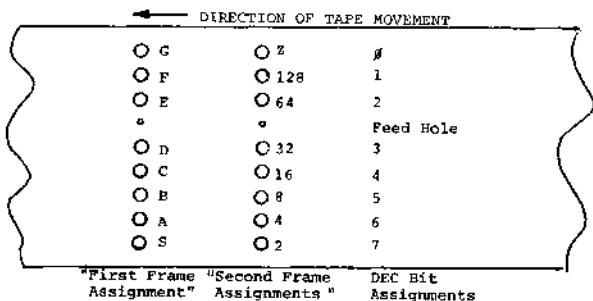 DIRECTION OF TAPE MOVEMENT
G Z Ø
F 128 1
E 64 2
Feed Hole
D 32 3
C 16 4
B 8 5
A 4 6
S 2 7
"First Frame "Second Frame DEC Bit
Assignment" Assignments" Assignments